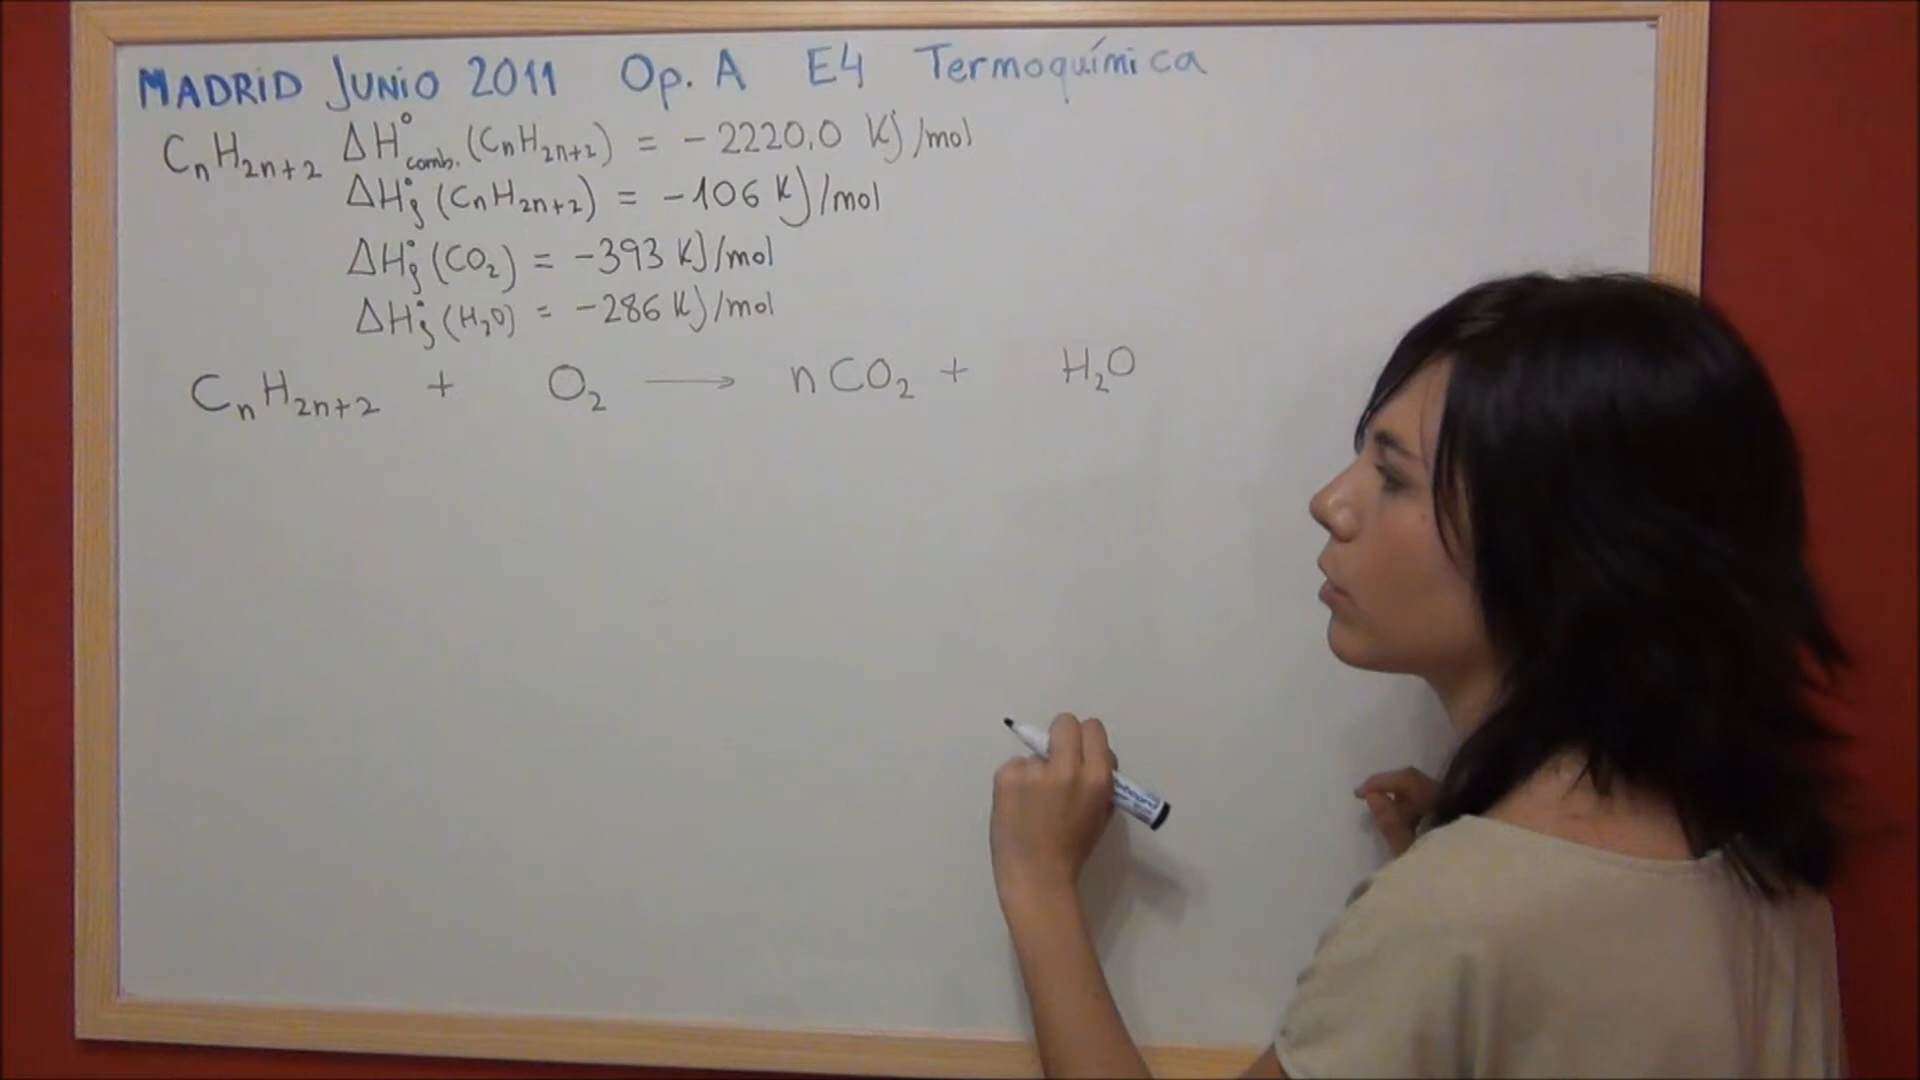 MADRID JUNIO 2011 Op. A E4 Termoquímica
CₙH₂ₙ₊₂ ΔH°comb. (CₙH₂ₙ₊₂) = -2220,0 KJ/mol
ΔH°f (CₙH₂ₙ₊₂) = -106 KJ/mol
ΔH°f (CO₂) = -393 KJ/mol
ΔH°f (H₂O) = -286 KJ/mol
CₙH₂ₙ₊₂ + O₂ → n CO₂ + H₂O